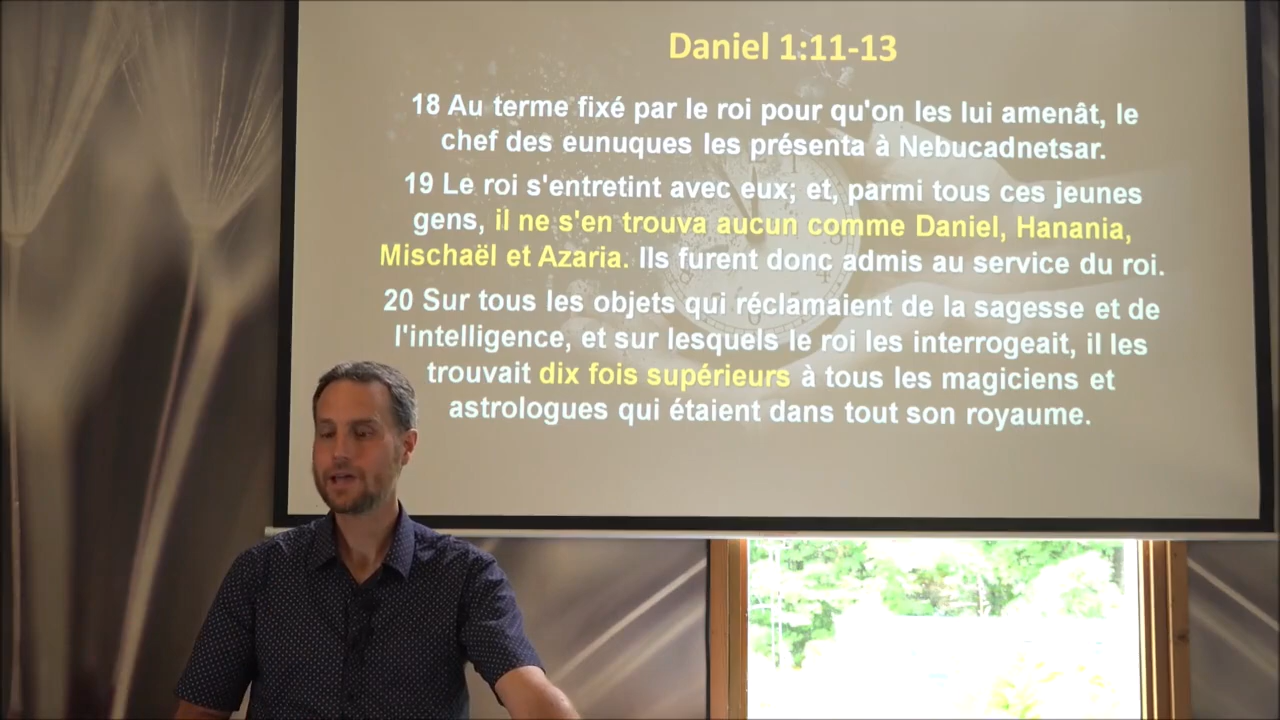 Daniel 1:11-13
18 Au terme fixé par le roi pour qu'on les lui amenât, le
chef des eunuques les présenta à Nebucadnetsar.
19 Le roi s'entretint avec eux; et, parmi tous ces jeunes
gens, il ne s'en trouva aucun comme Daniel, Hanania,
Mischaël et Azaria. Ils furent donc admis au service du roi.
20 Sur tous les objets qui réclamaient de la sagesse et de
l'intelligence, et sur lesquels le roi les interrogeait, il les
trouvait dix fois supérieurs à tous les magiciens et
astrologues qui étaient dans tout son royaume.